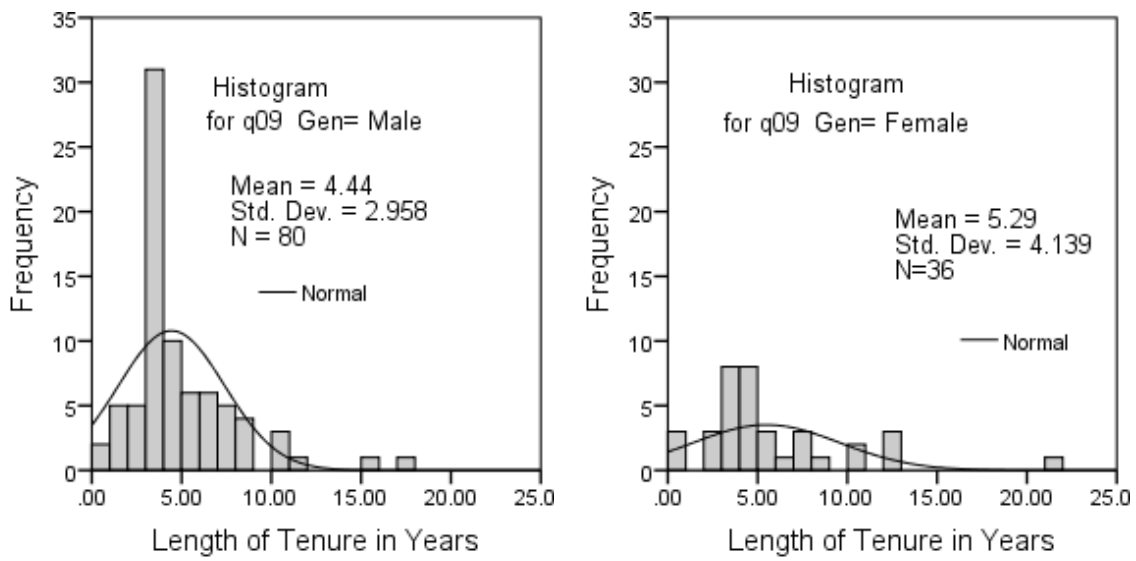 35
30
25
20
15
10
5
0
Frequency
Histogram
for q09 Gen= Male
Mean = 4.44
Std. Dev. = 2.958
N = 80
Normal
.00 5.00 10.00 15.00 20.00 25.0
Length of Tenure in Years
35
30
25
20
15
10
5
0
Frequency
Histogram
for q09 Gen= Female
Mean = 5.29
Std. Dev. = 4.139
N=36
Normal
.00 5.00 10.00 15.00 20.00 25.0
Length of Tenure in Years